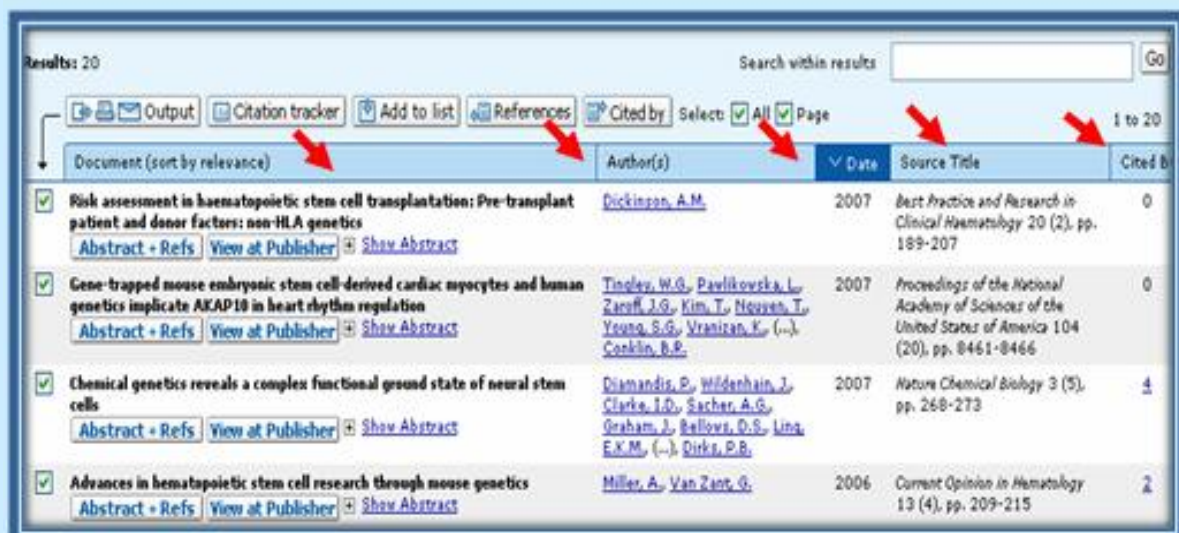 Results: 20
Search within results
Go
Output Citation tracker Add to list References Cited by Select: All Page
1 to 20
Document (sort by relevance) Author(s) Date Source Title Cited B
Risk assessment in haematopoietic stem cell transplantation: Pre-transplant
patient and donor factors: non-HLA genetics
Abstract + Refs View at Publisher Show Abstract
Dickinson, A.M.
2007
Best Practice and Research in
Clinical Haematology 20 (2), pp.
189-207
0
Gene-trapped mouse embryonic stem cell-derived cardiac myocytes and human
genetics implicate AKAP10 in heart rhythm regulation
Abstract + Refs View at Publisher Show Abstract
Tingley, W.G., Pawlikowska, L.,
Zaroff, J.G., Kim, T., Nguyen, T.,
Young, S.G., Vranizan, K., (...),
Conklin, B.R.
2007
Proceedings of the National
Academy of Sciences of the
United States of America 104
(20), pp. 8461-8466
0
Chemical genetics reveals a complex functional ground state of neural stem
cells
Abstract + Refs View at Publisher Show Abstract
Diamandis, P., Wildenhain, J.,
Clarke, I.D., Sacher, A.G.,
Graham, J., Bellows, D.S., Ling,
E.K.M., (...), Dirks, P.B.
2007
Nature Chemical Biology 3 (5),
pp. 268-273
4
Advances in hematopoietic stem cell research through mouse genetics
Abstract + Refs View at Publisher Show Abstract
Miller, A., Van Zant, G.
2006
Current Opinion in Hematology
13 (4), pp. 209-215
2